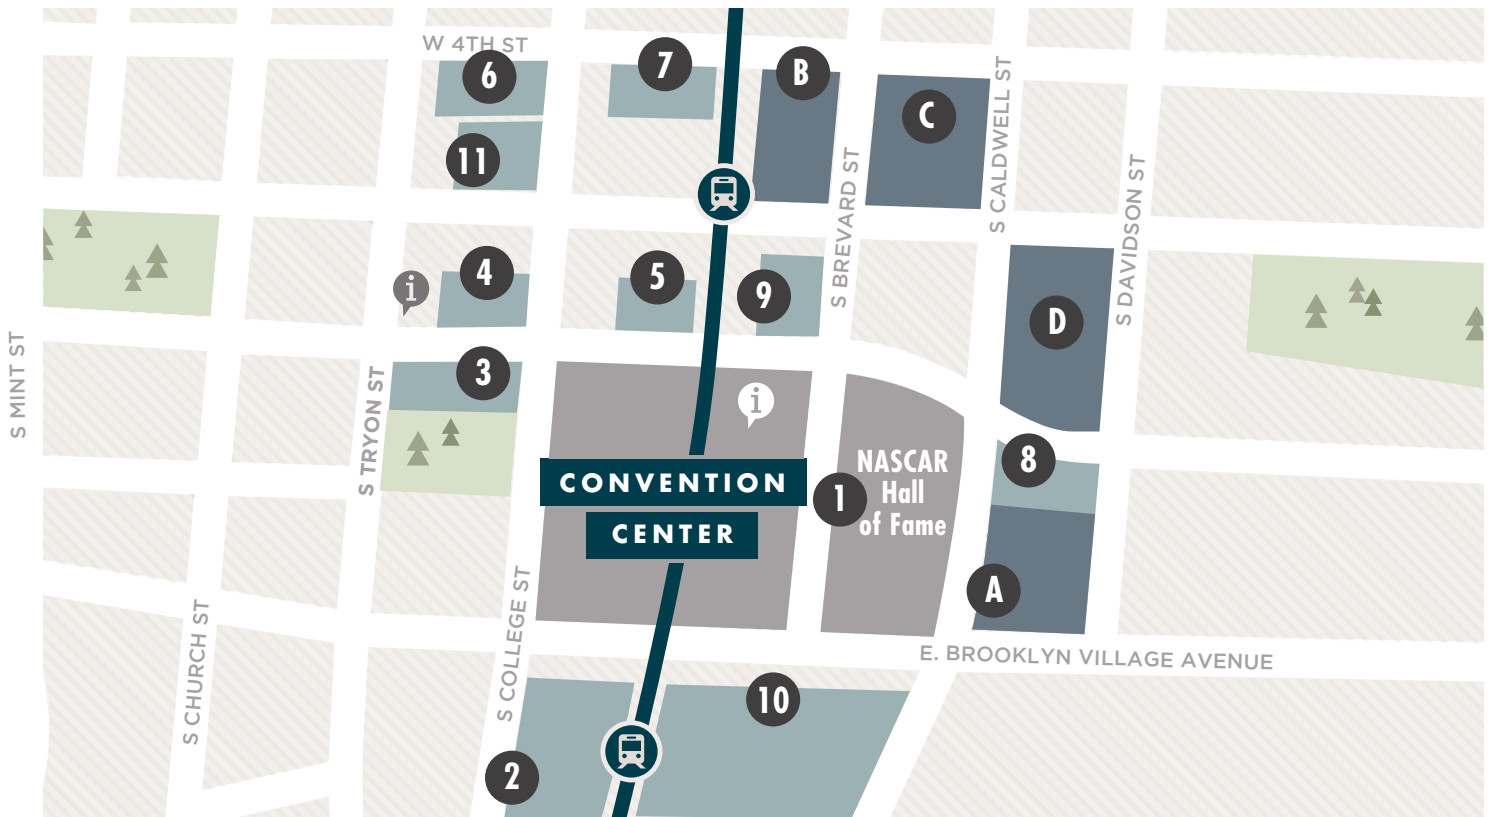 W 4TH ST
6
7
B
C
11
S CALDWELL ST
S BREVARD ST
S DAVIDSON ST
4
i
5
9
D
S MINT ST
S TRYON ST
3
i
CONVENTION
CENTER
1
NASCAR
Hall
of Fame
8
A
S CHURCH ST
S COLLEGE ST
E. BROOKLYN VILLAGE AVENUE
10
2